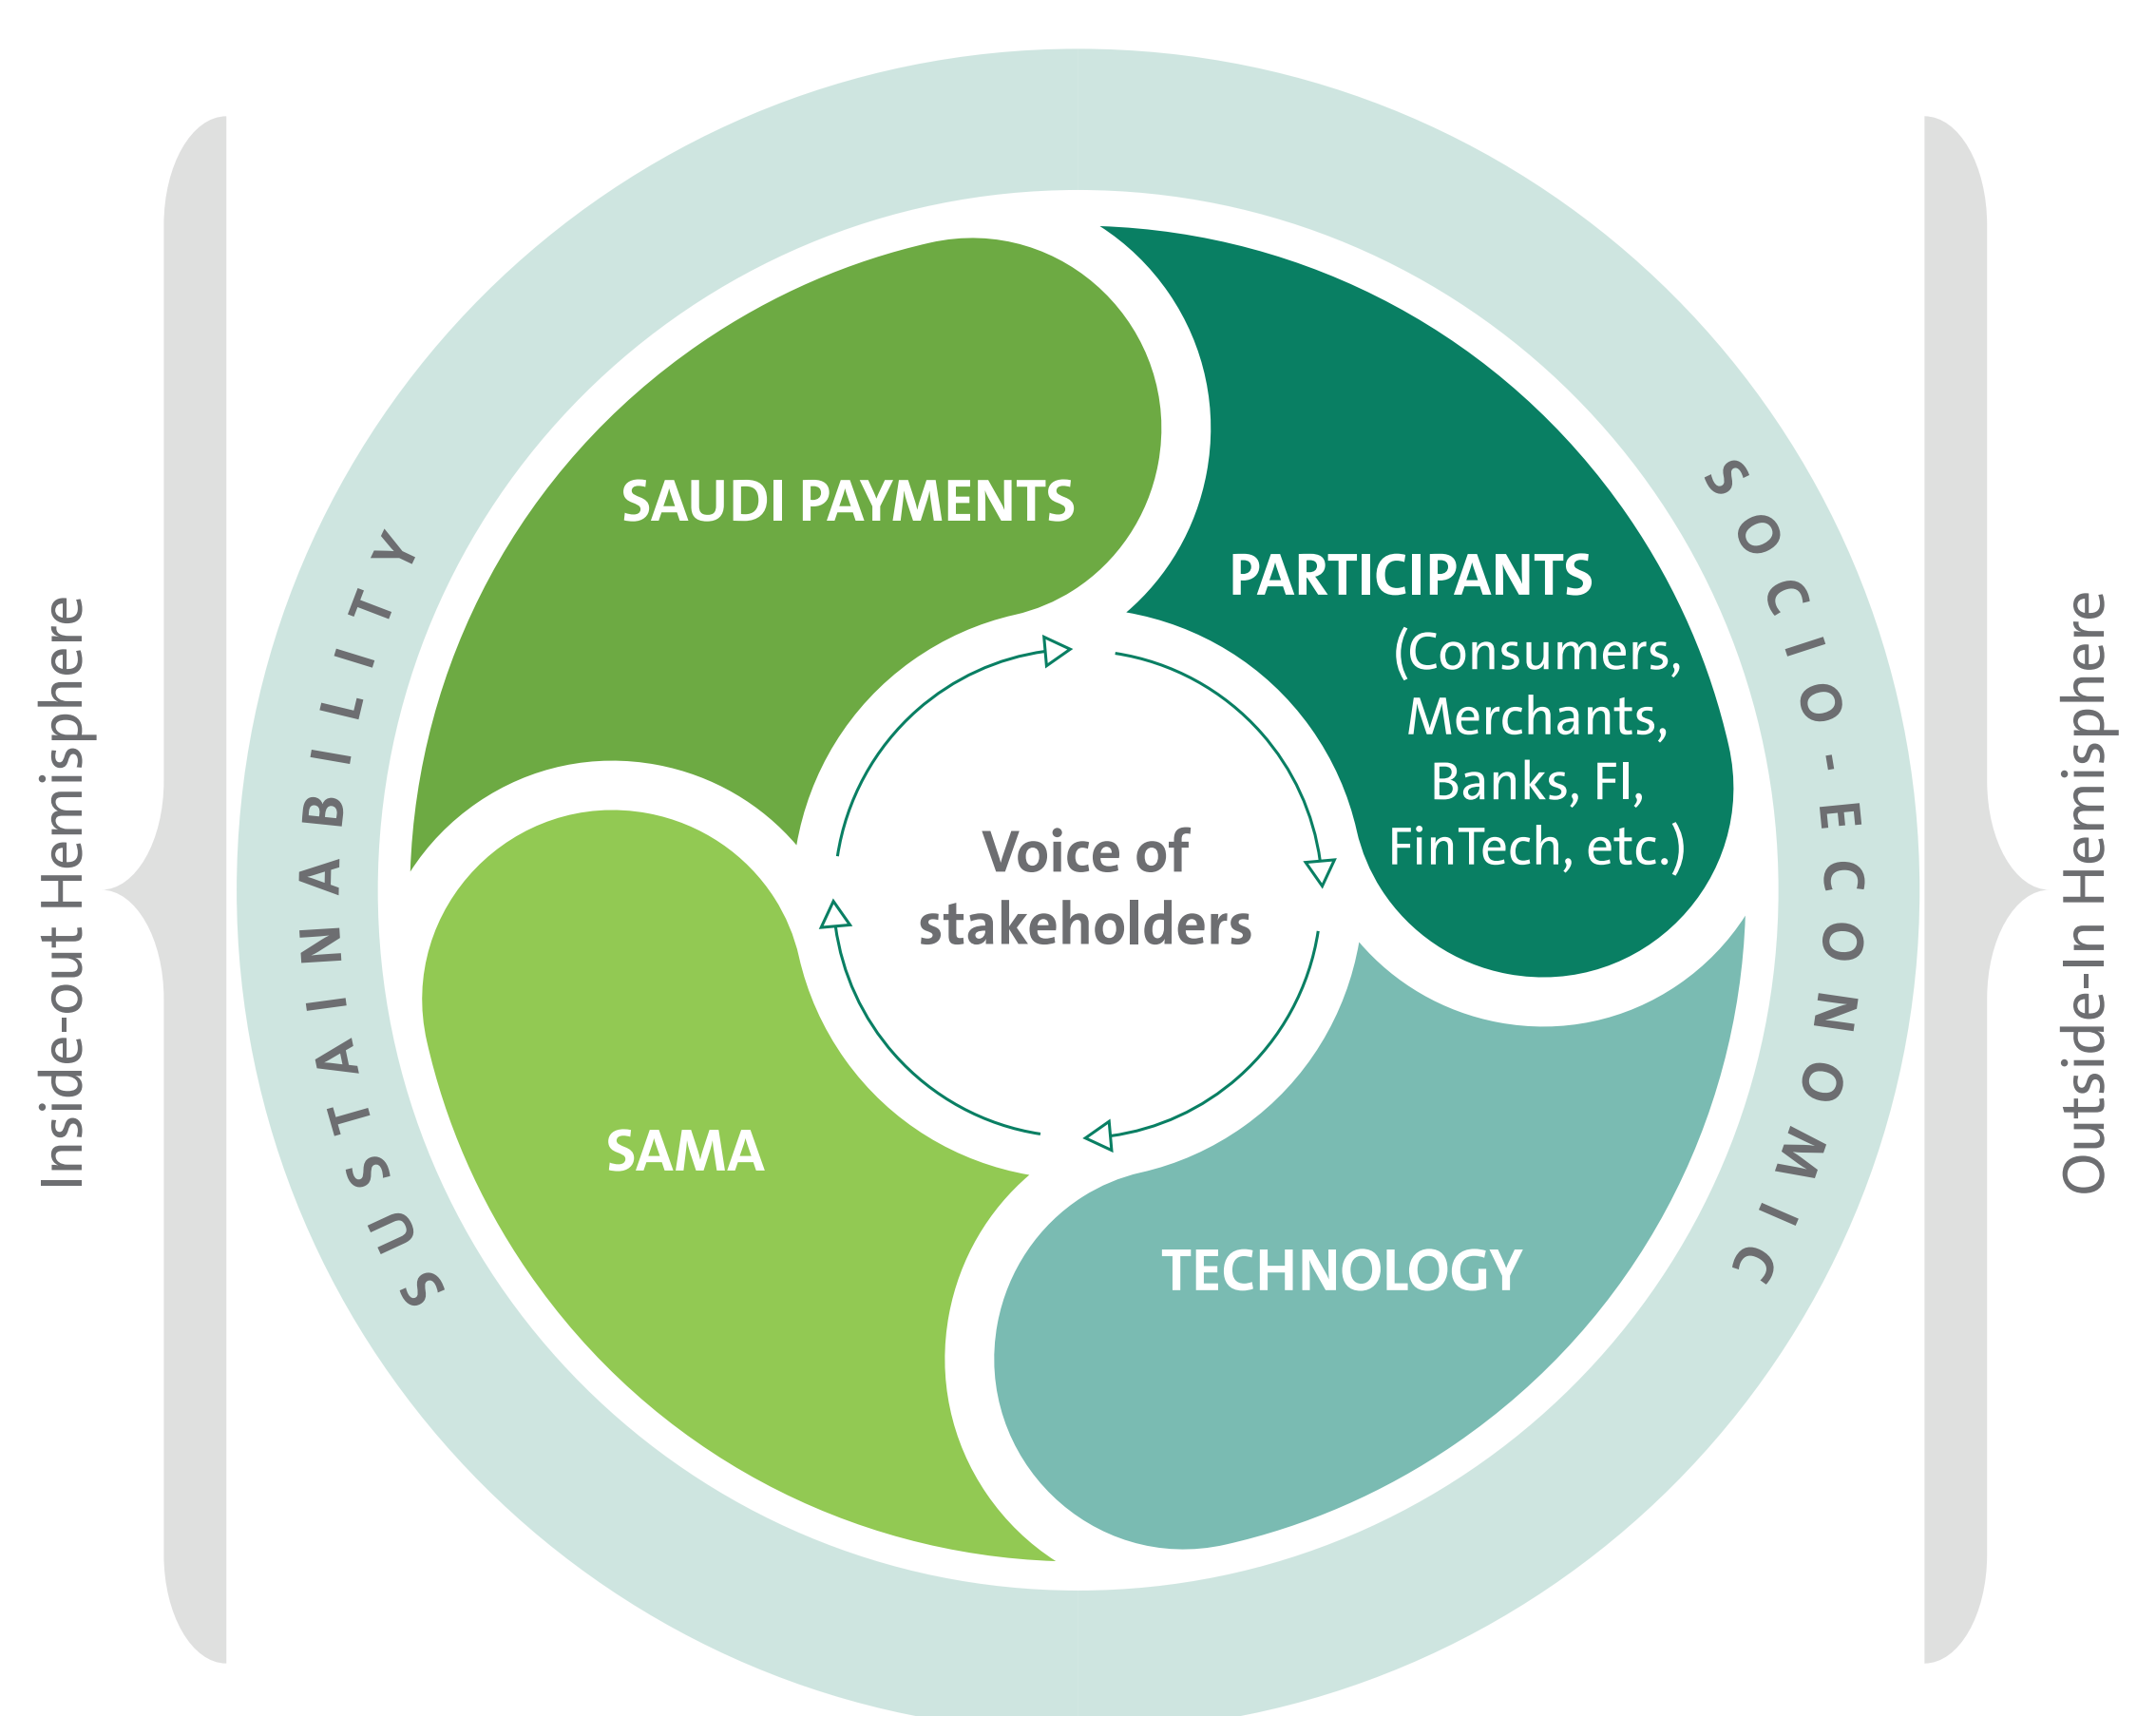 Inside-out Hemisphere
SUSTAINABILITY
SAUDI PAYMENTS
PARTICIPANTS
(Consumers,
Merchants,
Banks, FI,
FinTech, etc.)
Voice of
stakeholders
SAMA
TECHNOLOGY
SOCIO-ECONOMIC
Outside-In Hemisphere